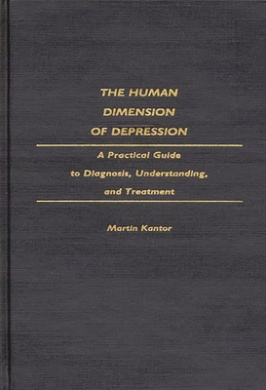 THE HUMAN
DIMENSION
OF DEPRESSION
A Practical Guide
to Diagnosis, Understanding,
and Treatment
Martin Kantor